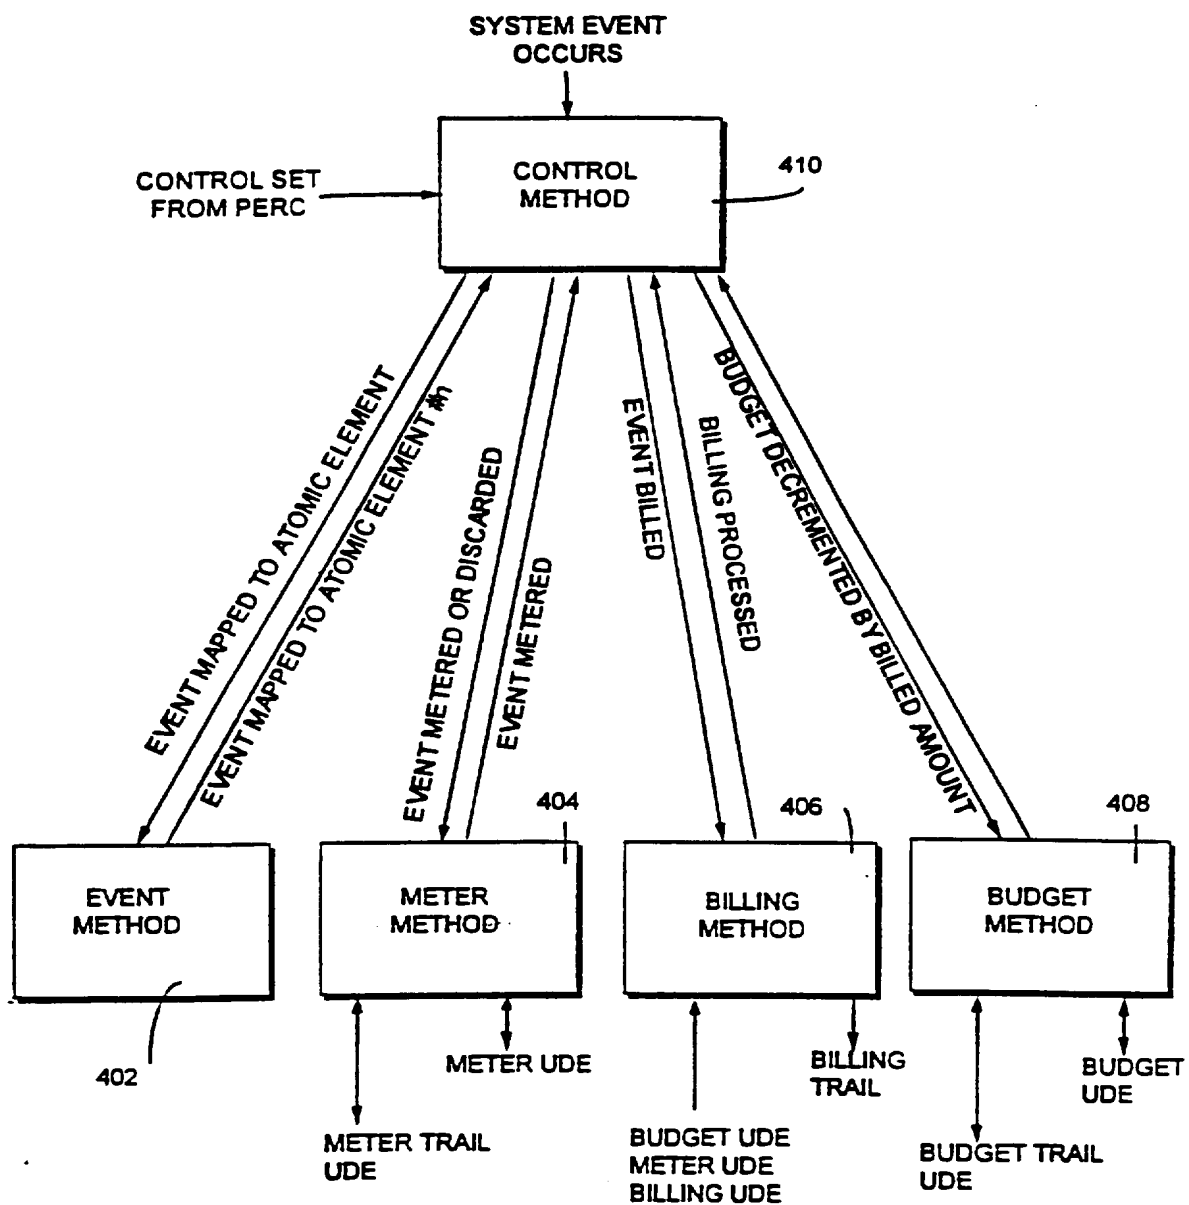 SYSTEM EVENT
OCCURS
CONTROL
METHOD
410
CONTROL SET
FROM PERC
EVENT MAPPED TO ATOMIC ELEMENT
EVENT MAPPED TO ATOMIC ELEMENT #n
EVENT METERED OR DISCARDED
EVENT METERED
EVENT BILLED
BILLING PROCESSED
BUDGET DECREMENTED BY BILLED AMOUNT
404
406
408
EVENT
METHOD
METER
METHOD
BILLING
METHOD
BUDGET
METHOD
402
METER UDE
METER TRAIL
UDE
BUDGET UDE
METER UDE
BILLING UDE
BILLING
TRAIL
BUDGET
UDE
BUDGET TRAIL
UDE